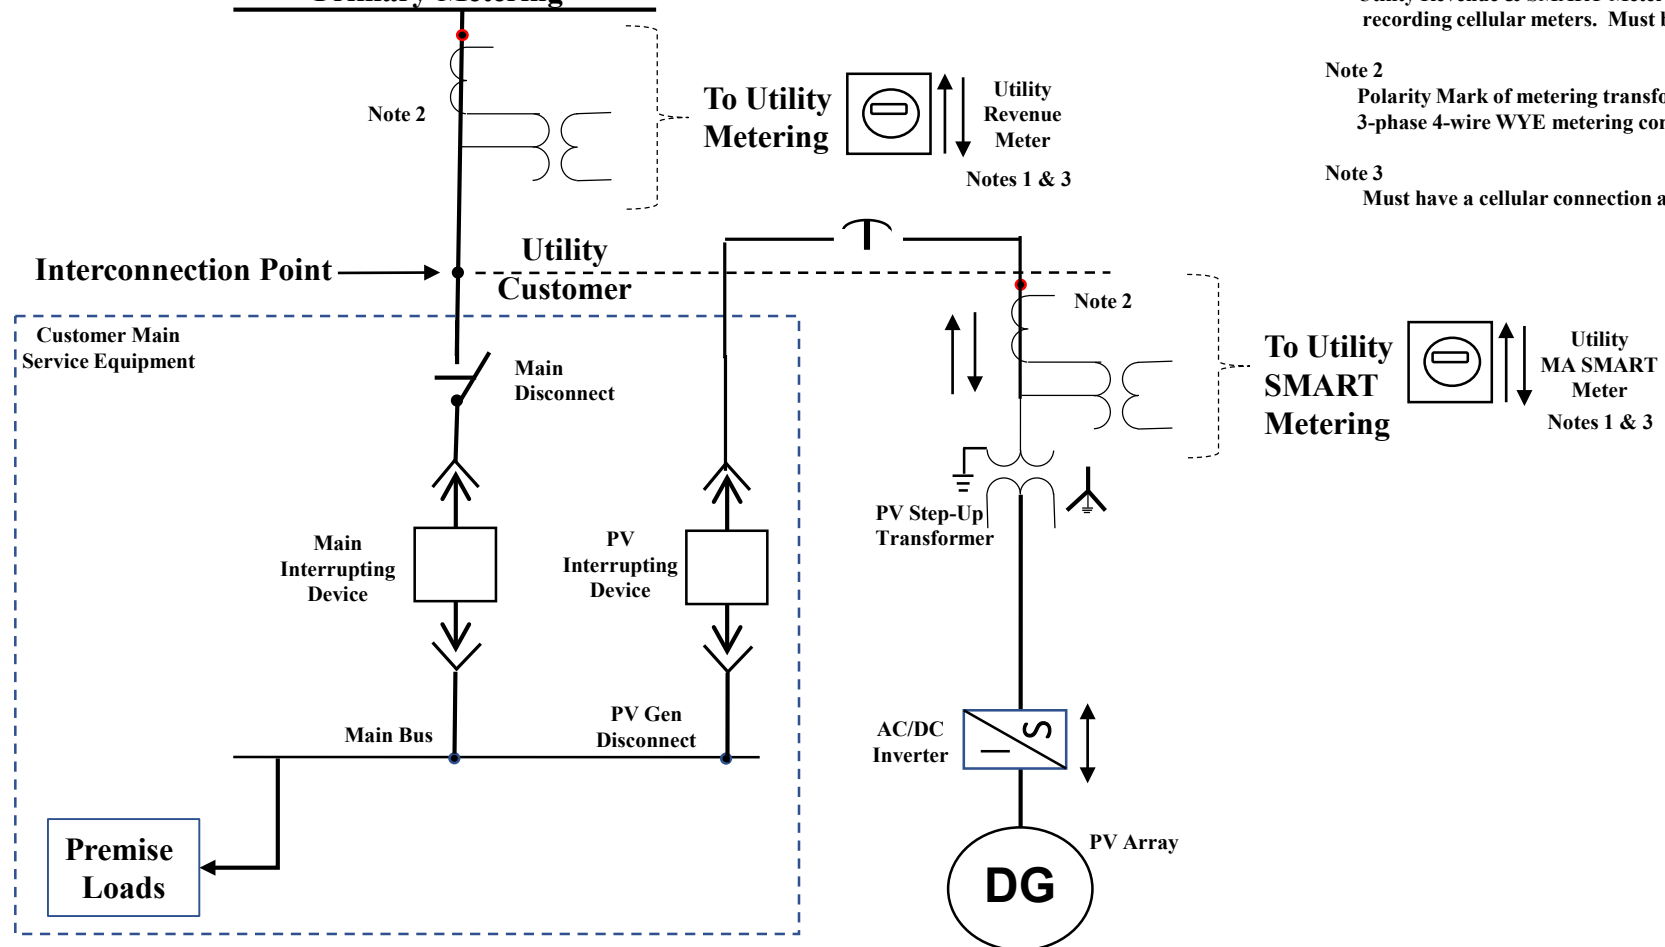 Primary Metering
recording cellular meters. Must b
Note 2
Polarity Mark of metering transfo
3-phase 4-wire WYE metering con
Note 3
Must have a cellular connection a
Note 2
To Utility
Metering
Utility
Revenue
Meter
Notes 1 & 3
Interconnection Point
Utility
Customer
Note 2
Customer Main
Service Equipment
Main
Disconnect
To Utility
SMART
Metering
Utility
MA SMART
Meter
Notes 1 & 3
PV Step-Up
Transformer
Main
Interrupting
Device
PV
Interrupting
Device
Main Bus
PV Gen
Disconnect
AC/DC
Inverter
S
Premise
Loads
PV Array
DG